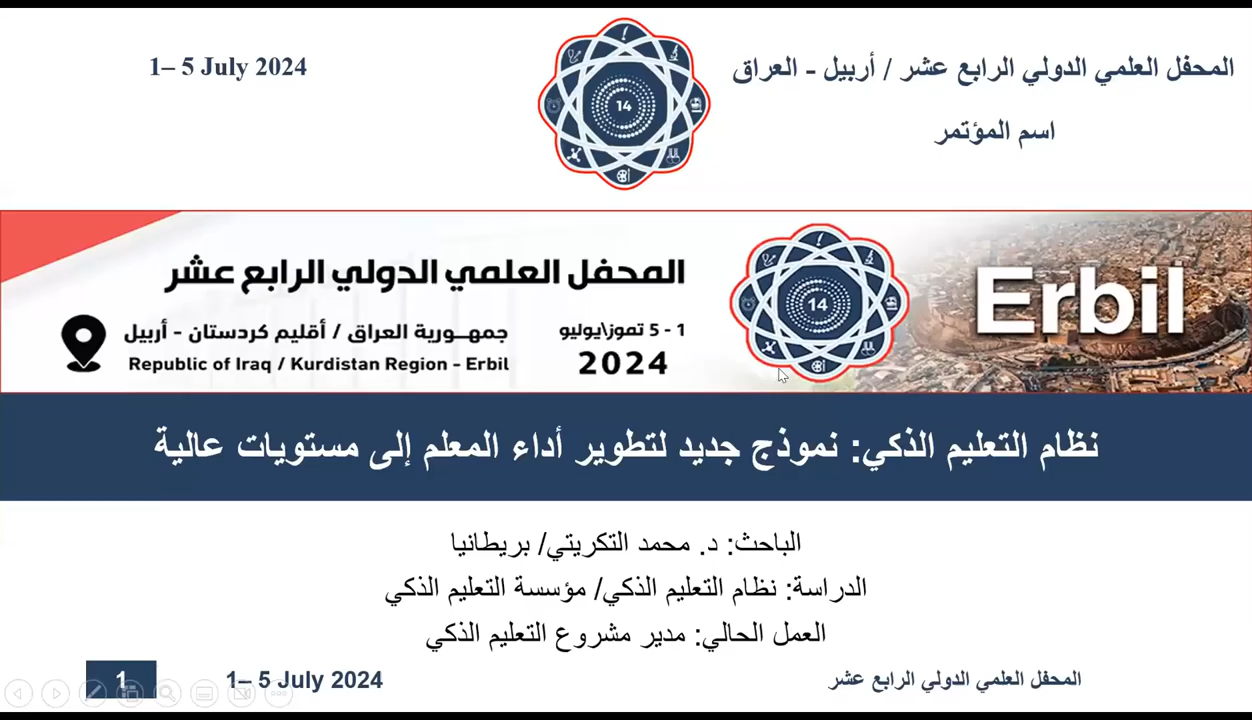 المحفل العلمي الدولي الرابع عشر / أربيل - العراق
1– 5 July 2024
اسم المؤتمر
14
المحفل العلمي الدولي الرابع عشر
1 - 5 تموز\يوليو
2024
جمهـورية العراق / أقليم كردستان - أربيل
Republic of Iraq / Kurdistan Region - Erbil
14
Erbil
نظام التعليم الذكي: نموذج جديد لتطوير أداء المعلم إلى مستويات عالية
الباحث: د. محمد التكريتي/ بريطانيا
الدراسة: نظام التعليم الذكي/ مؤسسة التعليم الذكي
العمل الحالي: مدير مشروع التعليم الذكي
المحفل العلمي الدولي الرابع عشر
1– 5 July 2024
1